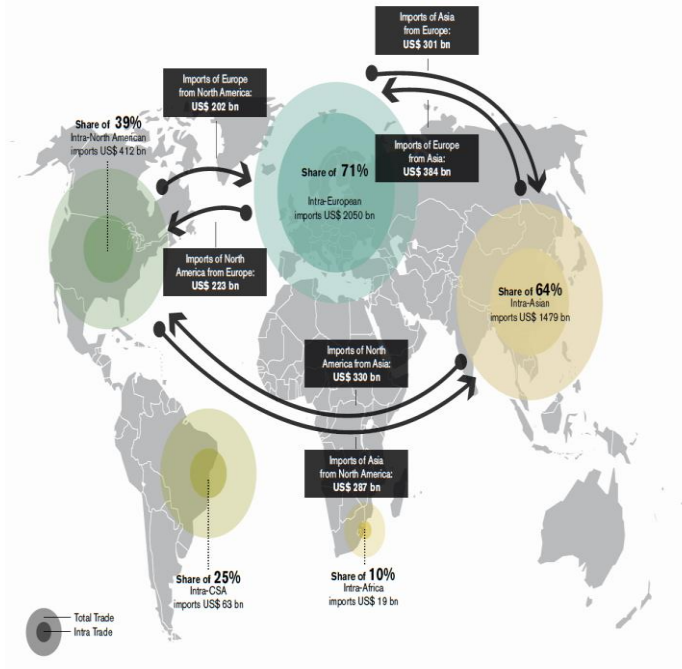 Imports of Asia
from Europe:
US$ 301 bn
Imports of Europe
from North America:
US$ 202 bn
Share of 39%
Intra-North American
imports US$ 412 bn
Share of 71%
Intra-European
imports US$ 2050 bn
Imports of Europe
from Asia:
US$ 384 bn
Imports of North
America from Europe:
US$ 223 bn
Share of 64%
Intra-Asian
imports US$ 1479 bn
Imports of North
America from Asia:
US$ 330 bn
Imports of Asia
from North America:
US$ 287 bn
Share of 25%
Intra-CSA
imports US$ 63 bn
Share of 10%
Intra-Africa
imports US$ 19 bn
Total Trade
Intra Trade